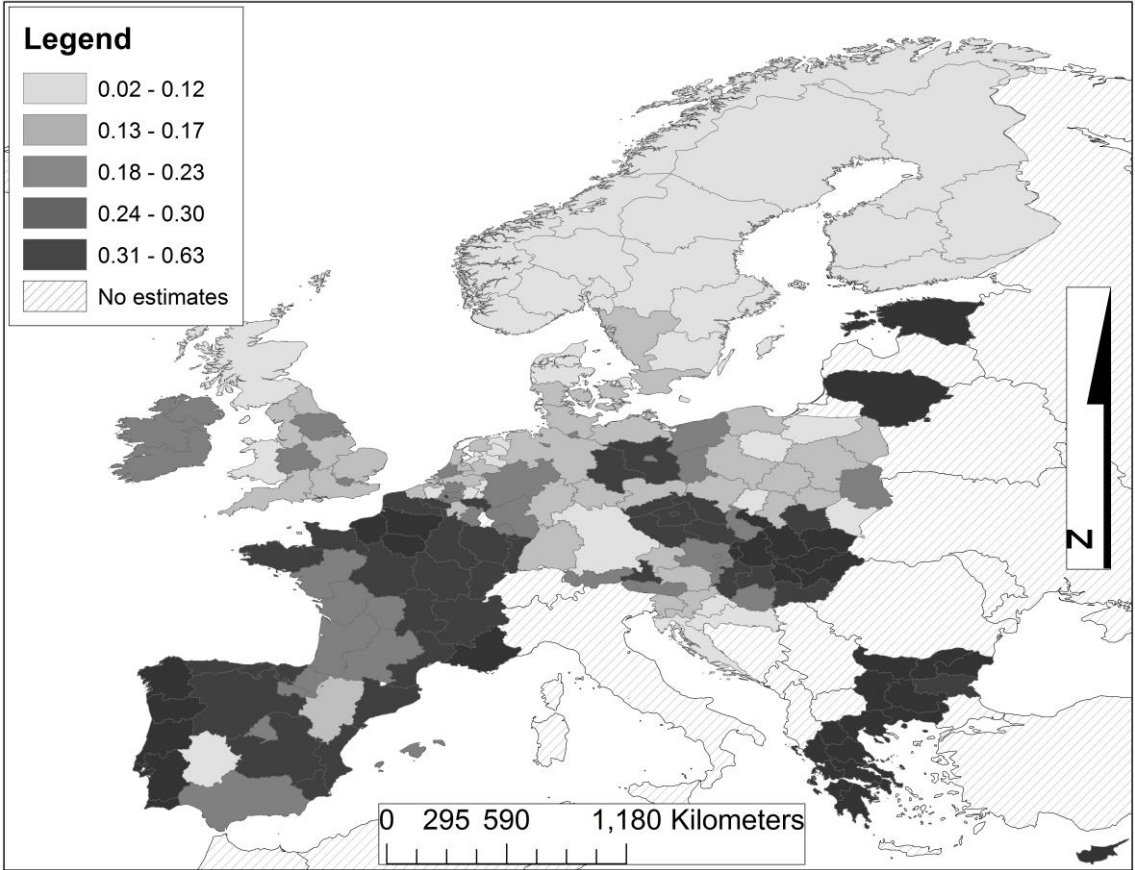 Legend
0.02 - 0.12
0.13 - 0.17
0.18 - 0.23
0.24 - 0.30
0.31 - 0.63
No estimates
N
0 295 590 1,180 Kilometers